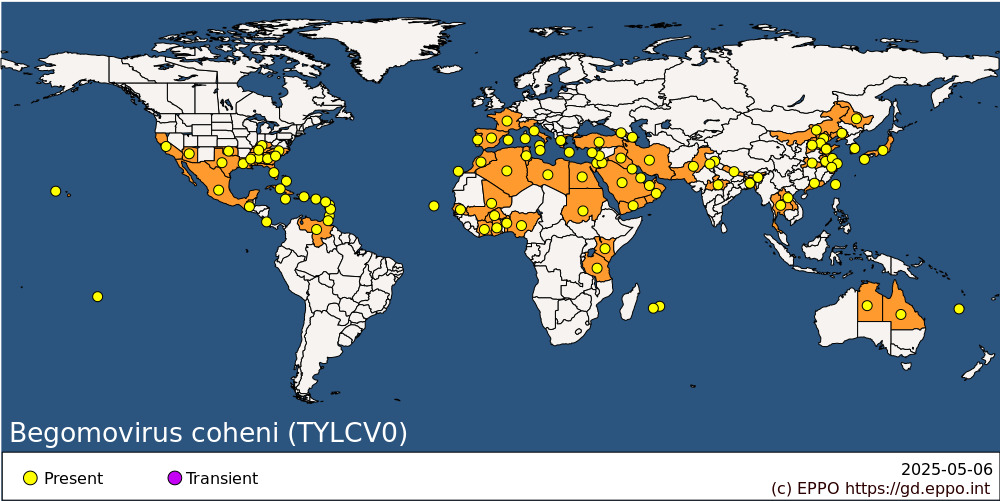 Begomovirus coheni (TYLCV0)
Present
Transient
2025-05-06
(c) EPPO https://gd.eppo.int